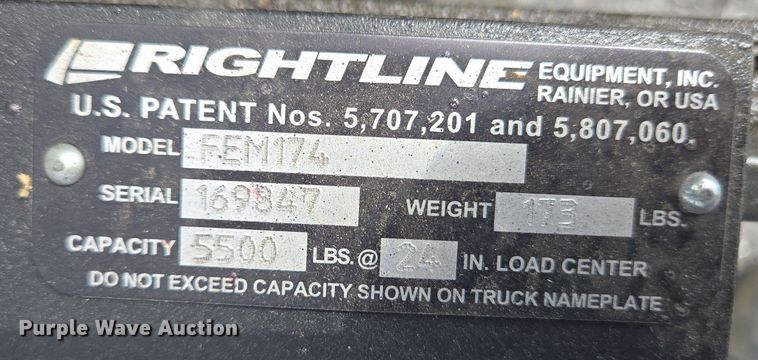 RIGHTLINE EQUIPMENT, INC.
RAINIER, OR USA
U.S. PATENT Nos. 5,707,201 and 5,807,060.
MODEL FEM174
SERIAL 169847 WEIGHT 173 LBS.
CAPACITY 5500 LBS. @ 24 IN. LOAD CENTER
DO NOT EXCEED CAPACITY SHOWN ON TRUCK NAMEPLATE
Purple Wave Auction